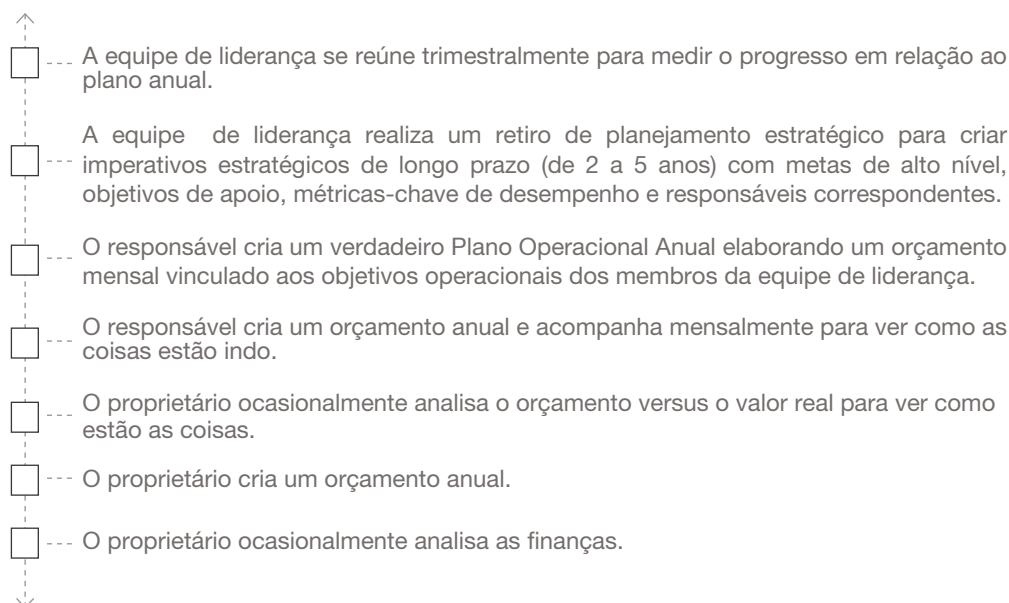 A equipe de liderança se reúne trimestralmente para medir o progresso em relação ao
plano anual.
A equipe de liderança realiza um retiro de planejamento estratégico para criar
imperativos estratégicos de longo prazo (de 2 a 5 anos) com metas de alto nível,
objetivos de apoio, métricas-chave de desempenho e responsáveis correspondentes.
O responsável cria um verdadeiro Plano Operacional Anual elaborando um orçamento
mensal vinculado aos objetivos operacionais dos membros da equipe de liderança.
O responsável cria um orçamento anual e acompanha mensalmente para ver como as
coisas estão indo.
O proprietário ocasionalmente analisa o orçamento versus o valor real para ver como
estão as coisas.
O proprietário cria um orçamento anual.
O proprietário ocasionalmente analisa as finanças.